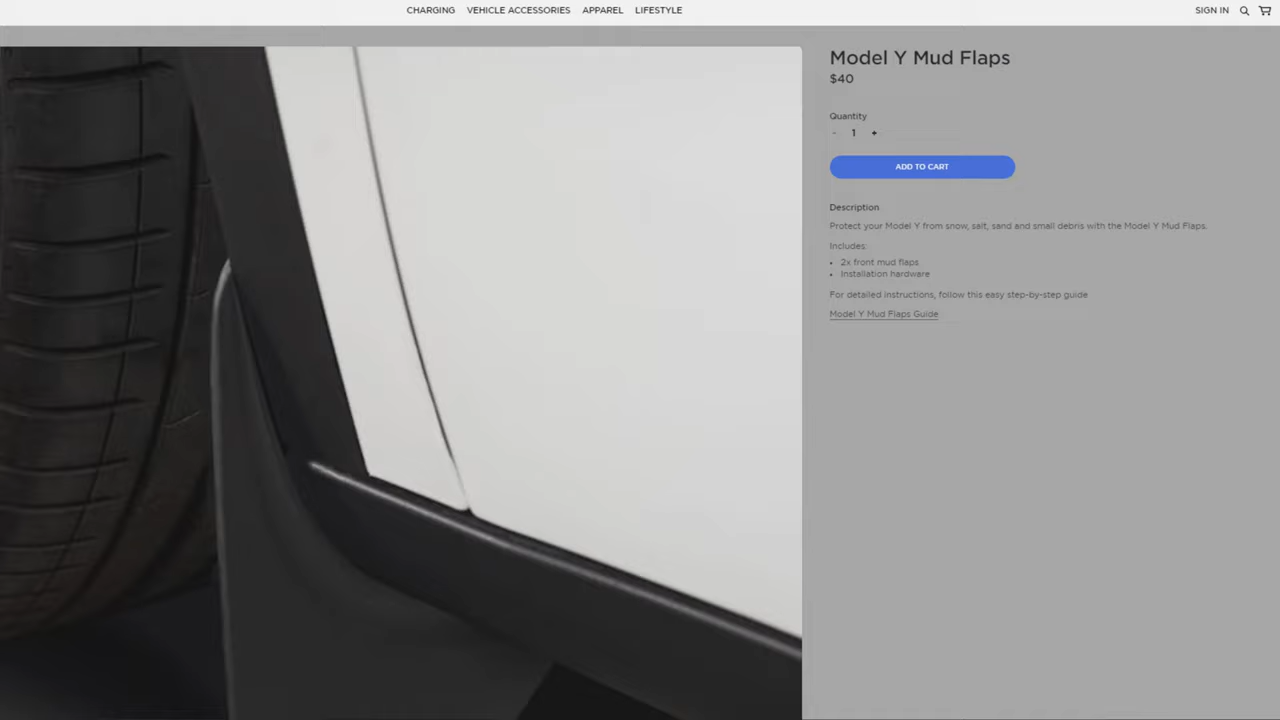 CHARGING VEHICLE ACCESSORIES APPAREL LIFESTYLE SIGN IN
Model Y Mud Flaps
$40
Quantity
- 1 +
ADD TO CART
Description
Protect your Model Y from snow, salt, sand and small debris with the Model Y Mud Flaps.
Includes:
• 2x front mud flaps
• Installation hardware
For detailed instructions, follow this easy step-by-step guide
Model Y Mud Flaps Guide